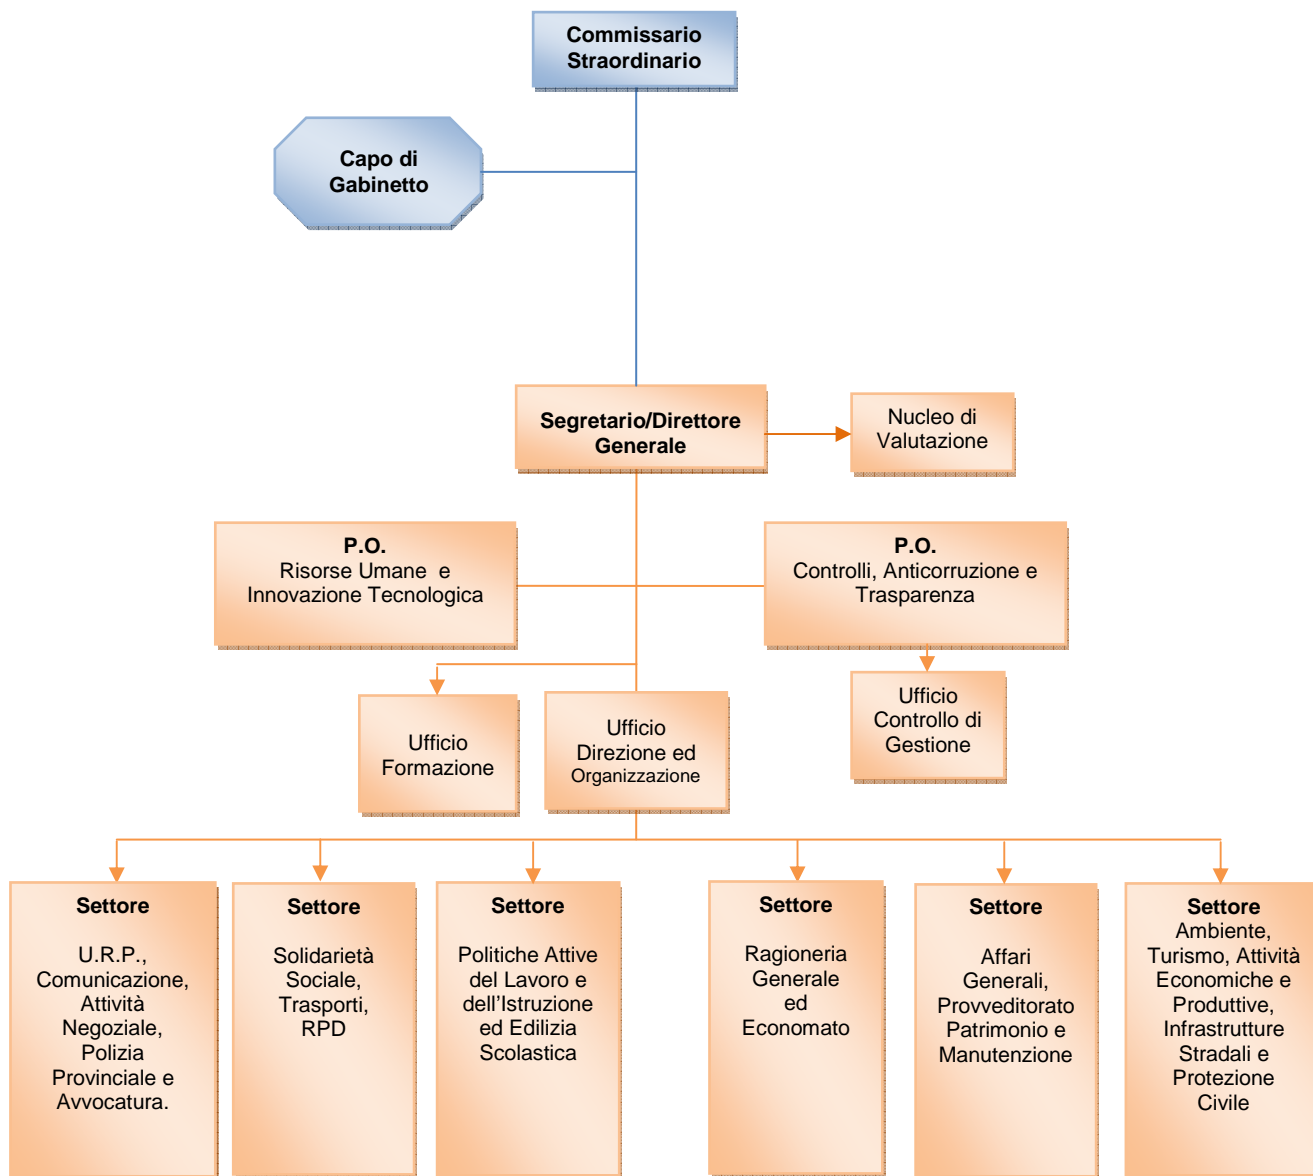 Commissario
Straordinario
Capo di
Gabinetto
Segretario/Direttore
Generale
Nucleo di
Valutazione
P.O.
Risorse Umane e
Innovazione Tecnologica
P.O.
Controlli, Anticorruzione e
Trasparenza
Ufficio
Formazione
Ufficio
Direzione ed
Organizzazione
Ufficio
Controllo di
Gestione
Settore
U.R.P.,
Comunicazione,
Attività
Negoziale,
Polizia
Provinciale e
Avvocatura.
Settore
Solidarietà
Sociale,
Trasporti,
RPD
Settore
Politiche Attive
del Lavoro e
dell’Istruzione
ed Edilizia
Scolastica
Settore
Ragioneria
Generale
ed
Economato
Settore
Affari
Generali,
Provveditorato
Patrimonio e
Manutenzione
Settore
Ambiente,
Turismo, Attività
Economiche e
Produttive,
Infrastrutture
Stradali e
Protezione
Civile